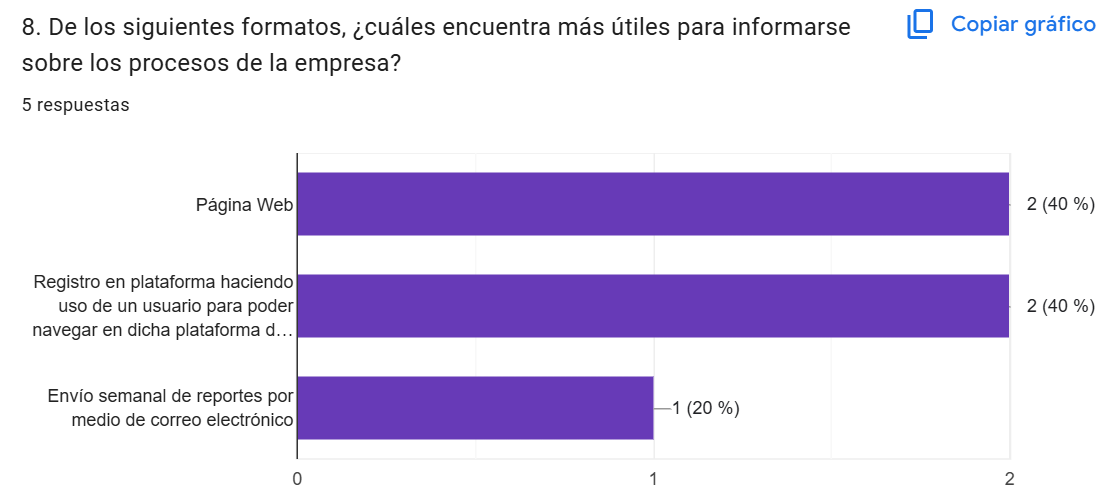 8. De los siguientes formatos, ¿cuáles encuentra más útiles para informarse
sobre los procesos de la empresa?
Copiar gráfico
5 respuestas
Página Web
2 (40 %)
Registro en plataforma haciendo
uso de un usuario para poder
navegar en dicha plataforma d…
2 (40 %)
Envío semanal de reportes por
medio de correo electrónico
1 (20 %)
0
1
2